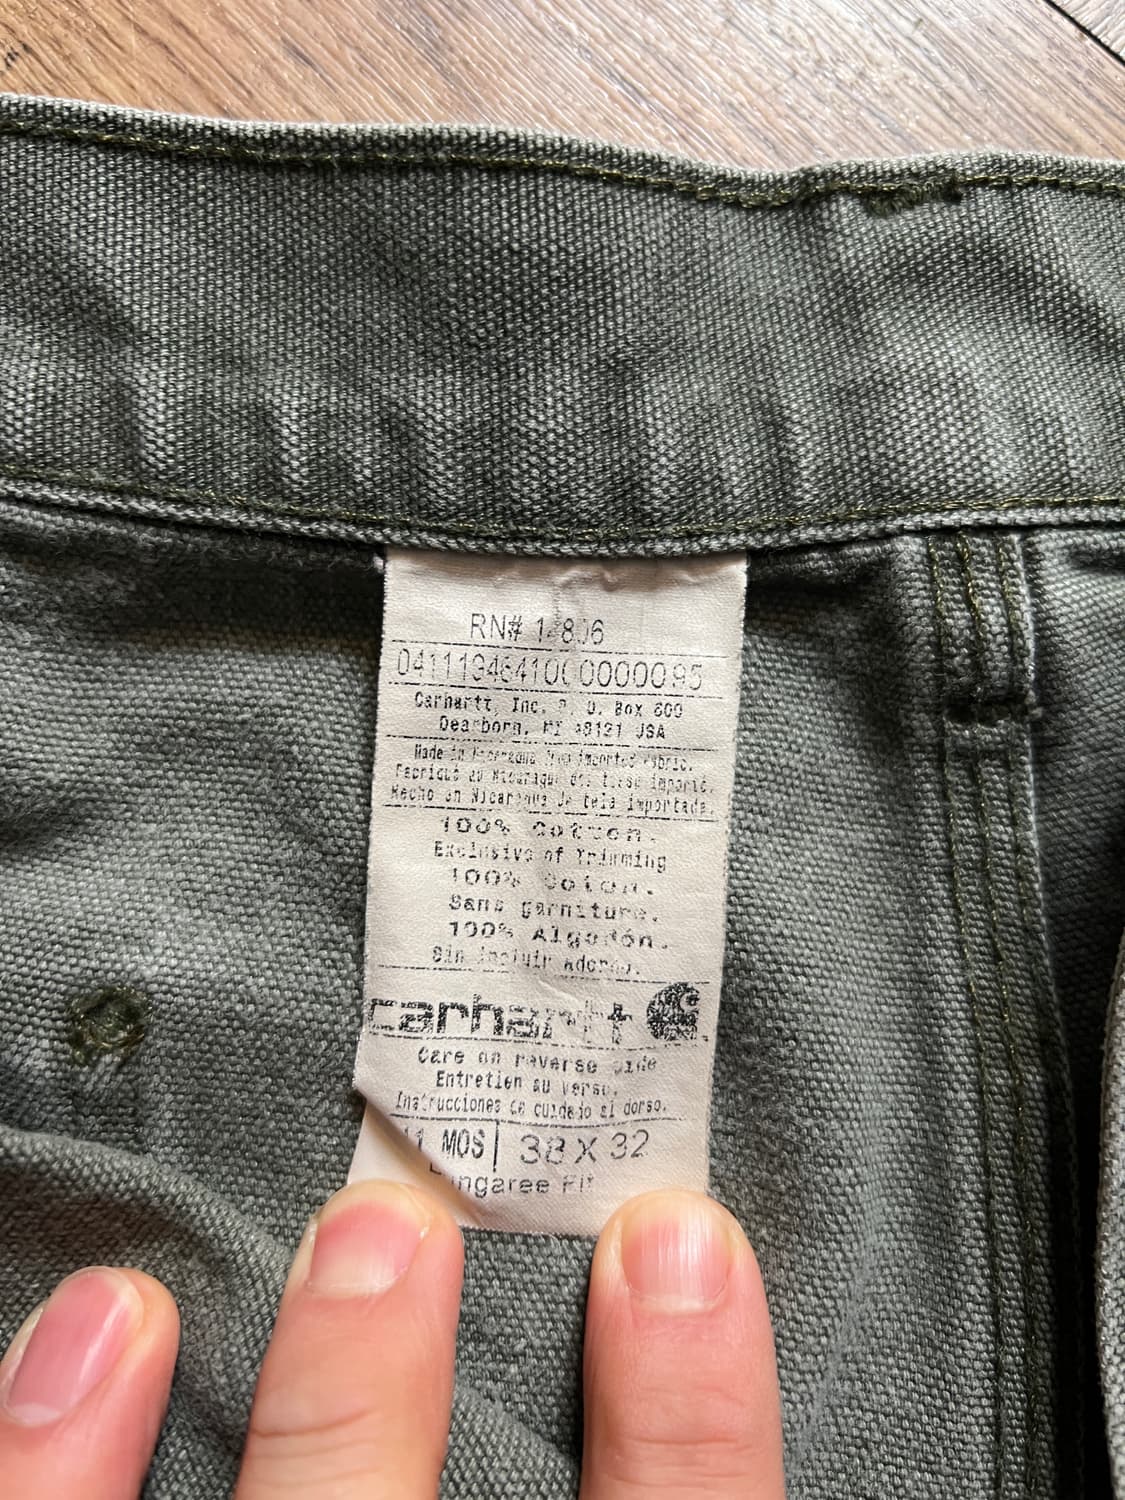 RN# 14806
Carhartt, Inc. P. O. Box 600
Dearborn, MI 48121 USA
Made in Nicaragua imported fabric.
Fabriqué au Nicaragua de tissu importé.
Hecho en Nicaragua de tela importada.
100% Cotton.
Exclusive of Trimming
100% Coton.
Sans garniture.
100% Algodón.
Sin incluir Adorno.
carhartt
Care on reverse side
Entretien au verso.
Instrucciones de cuidado al dorso.
MOS 38 X 32
Dungaree Fit